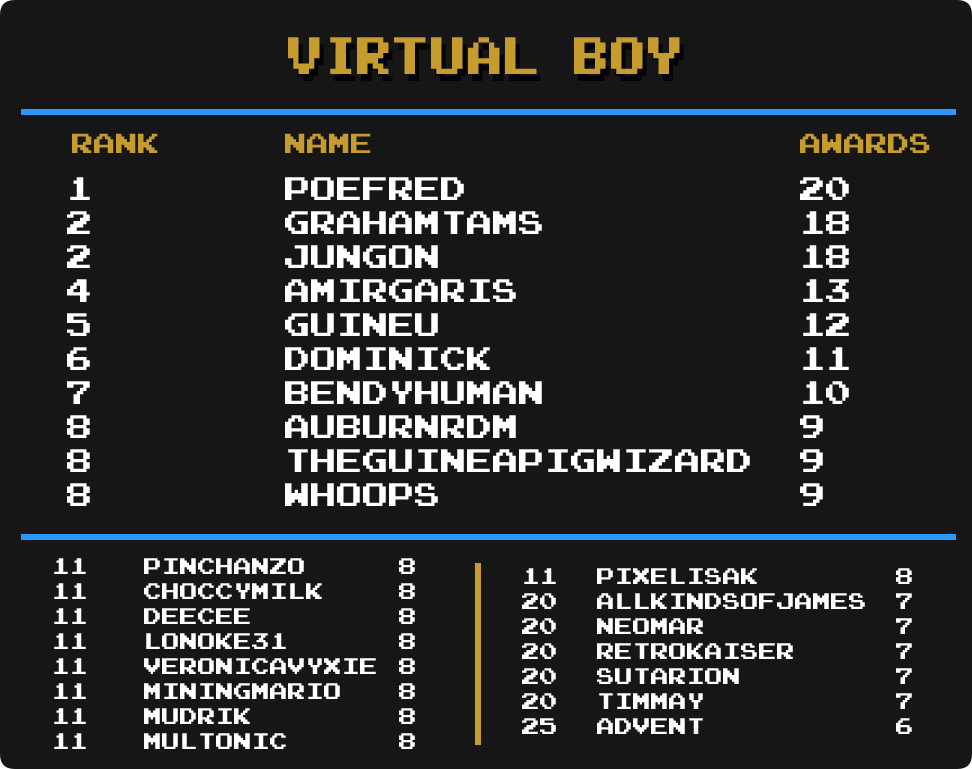 VIRTUAL BOY
RANK NAME AWARDS
1 POEFRED 20
2 GRAHAMTAMS 18
2 JUNGON 18
4 AMIRGARIS 13
5 GUINEU 12
6 DOMINICK 11
7 BENDYHUMAN 10
8 AUBURNRDM 9
8 THEGUINEAPIGWIZARD 9
8 WHOOPS 9
11 PINCHANZO 8
11 CHOCCYMILK 8
11 DEECEE 8
11 LONOKE31 8
11 VERONICAVYXIE 8
11 MININGMARIO 8
11 MUDRIK 8
11 MULTONIC 8
11 PIXELISAK 8
20 ALLKINDSOFJAMES 7
20 NEOMAR 7
20 RETROKAISER 7
20 SUTARION 7
20 TIMMAY 7
25 ADVENT 6